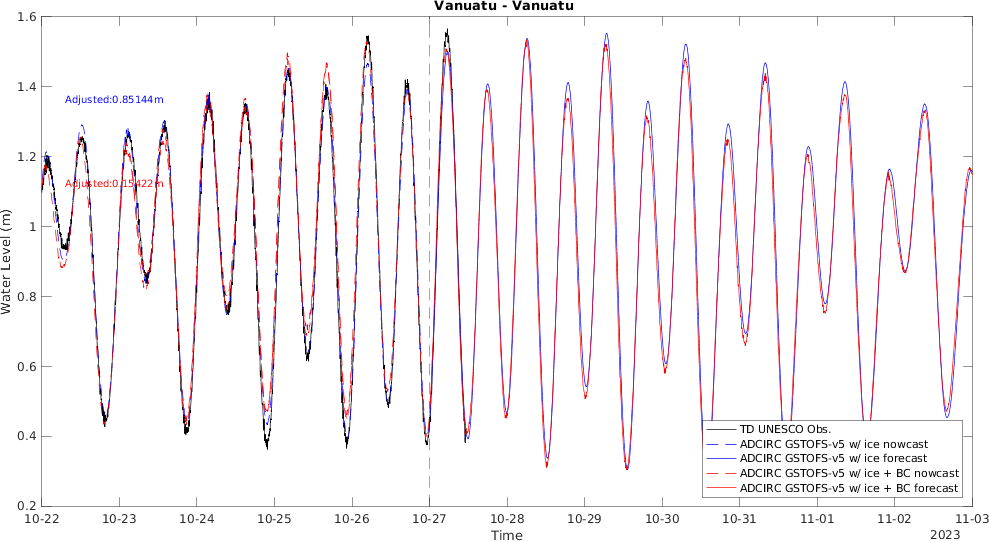 Vanuatu - Vanuatu
Water Level (m)
1.6
1.4
1.2
1
0.8
0.6
0.4
0.2
Adjusted:0.85144m
Adjusted:0.15422m
TD UNESCO Obs.
ADCIRC GSTOFS-v5 w/ ice nowcast
ADCIRC GSTOFS-v5 w/ ice forecast
ADCIRC GSTOFS-v5 w/ ice + BC nowcast
ADCIRC GSTOFS-v5 w/ ice + BC forecast
10-22 10-23 10-24 10-25 10-26 10-27 10-28 10-29 10-30 10-31 11-01 11-02 11-03
Time
2023